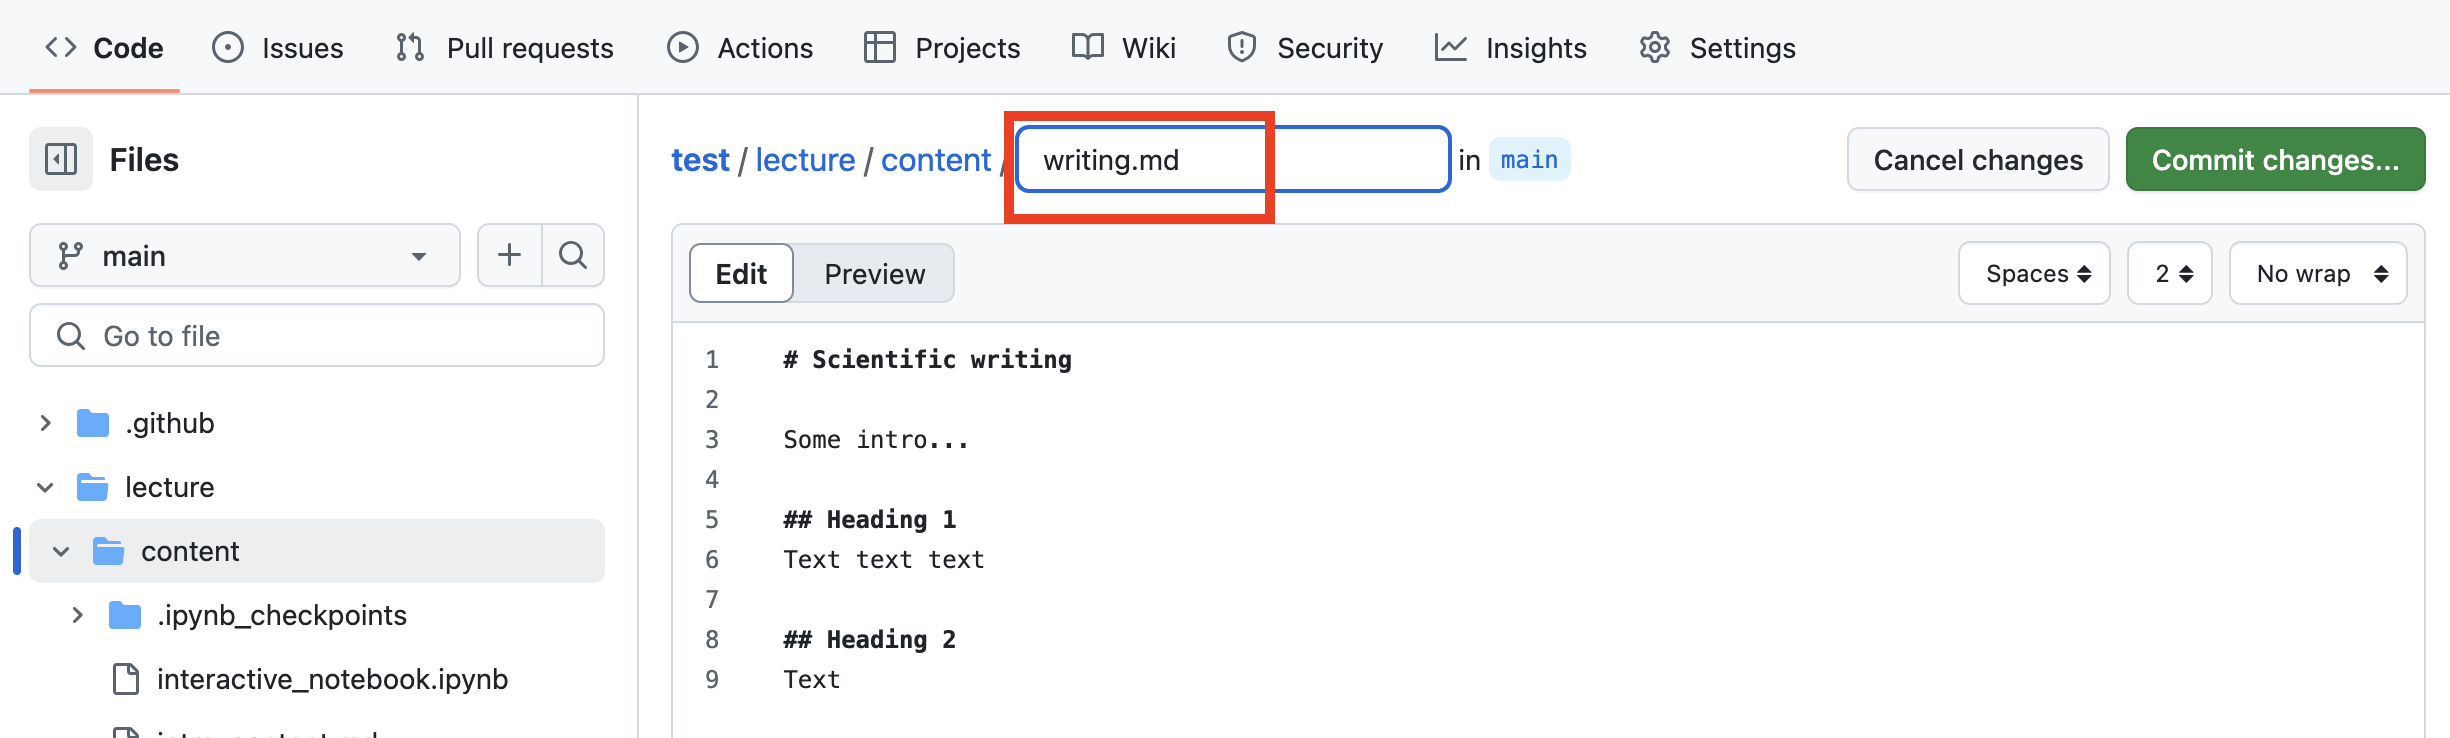 Code Issues Pull requests Actions Projects Wiki Security Insights Settings
Files
main
Go to file
.github
lecture
content
.ipynb_checkpoints
interactive_notebook.ipynb
test / lecture / content / writing.md in main
Cancel changes Commit changes...
Edit Preview
Spaces 2 No wrap
1 # Scientific writing
2
3 Some intro...
4
5 ## Heading 1
6 Text text text
7
8 ## Heading 2
9 Text